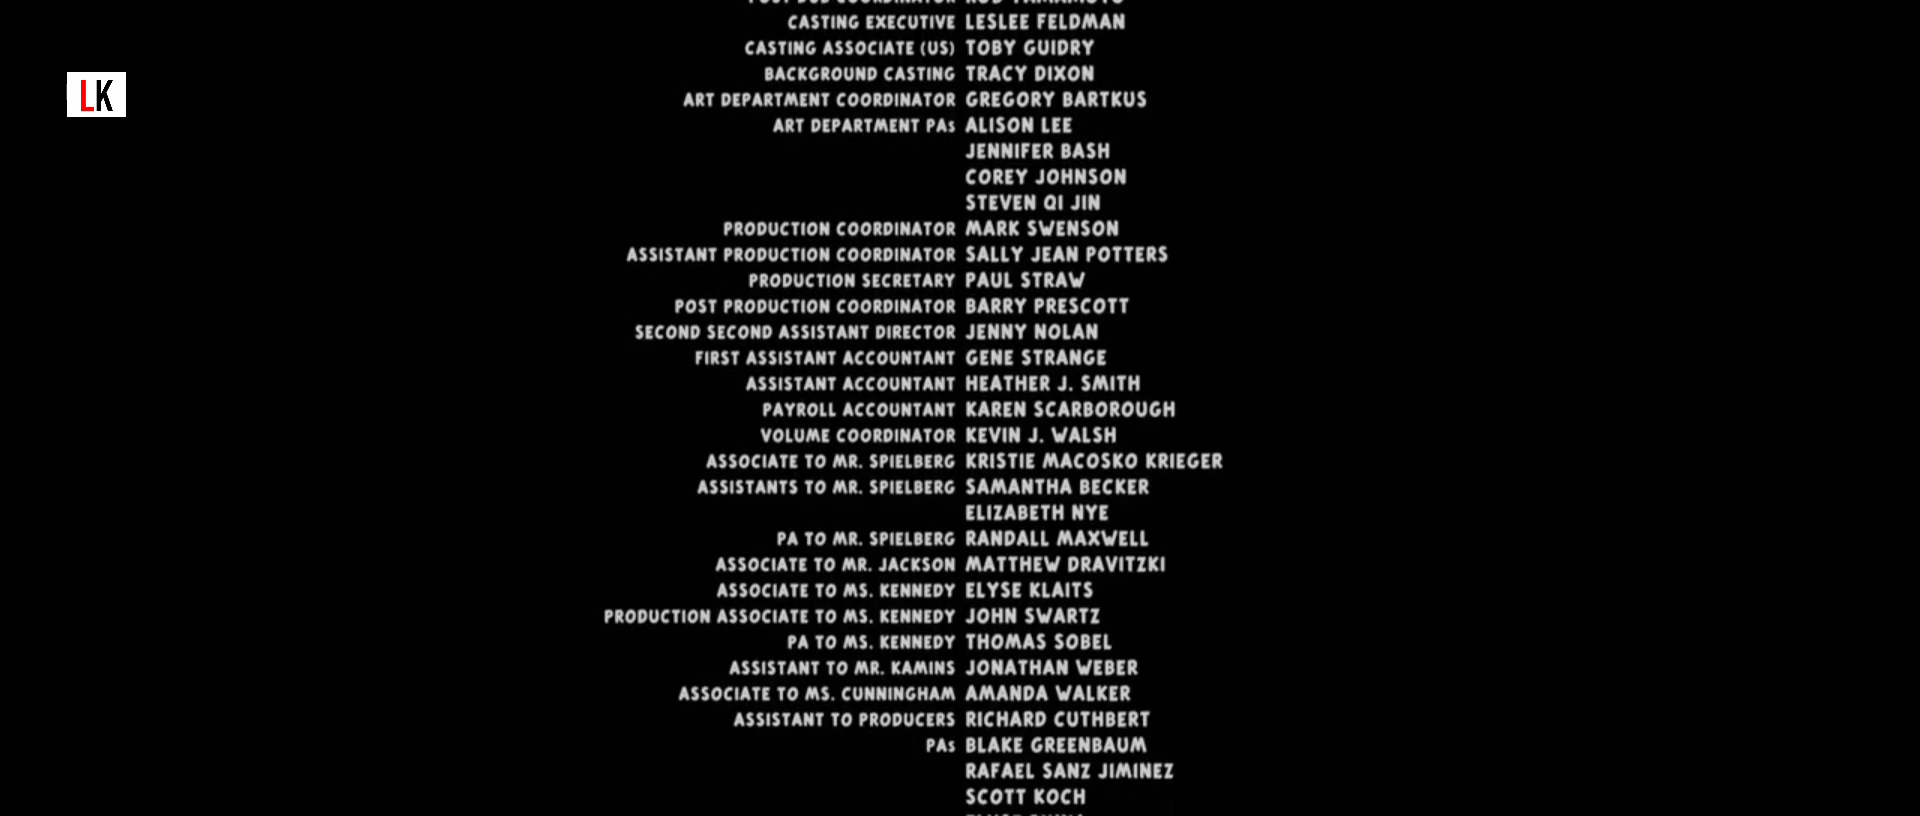 CASTING EXECUTIVE LESLEE FELDMAN
CASTING ASSOCIATE (US) TOBY GUIDRY
LK
BACKGROUND CASTING TRACY DIXON
ART DEPARTMENT COORDINATOR GREGORY BARTKUS
ART DEPARTMENT PAs ALISON LEE
JENNIFER BASH
COREY JOHNSON
STEVEN QI JIN
PRODUCTION COORDINATOR MARK SWENSON
ASSISTANT PRODUCTION COORDINATOR SALLY JEAN POTTERS
PRODUCTION SECRETARY PAUL STRAW
POST PRODUCTION COORDINATOR BARRY PRESCOTT
SECOND SECOND ASSISTANT DIRECTOR JENNY NOLAN
FIRST ASSISTANT ACCOUNTANT GENE STRANGE
ASSISTANT ACCOUNTANT HEATHER J. SMITH
PAYROLL ACCOUNTANT KAREN SCARBOROUGH
VOLUME COORDINATOR KEVIN J. WALSH
ASSOCIATE TO MR. SPIELBERG KRISTIE MACOSKO KRIEGER
ASSISTANTS TO MR. SPIELBERG SAMANTHA BECKER
ELIZABETH NYE
PA TO MR. SPIELBERG RANDALL MAXWELL
ASSOCIATE TO MR. JACKSON MATTHEW DRAVITZKI
ASSOCIATE TO MS. KENNEDY ELYSE KLAITS
PRODUCTION ASSOCIATE TO MS. KENNEDY JOHN SWARTZ
PA TO MS. KENNEDY THOMAS SOBEL
ASSISTANT TO MR. KAMINS JONATHAN WEBER
ASSOCIATE TO MS. CUNNINGHAM AMANDA WALKER
ASSISTANT TO PRODUCERS RICHARD CUTHBERT
PAs BLAKE GREENBAUM
RAFAEL SANZ JIMINEZ
SCOTT KOCH